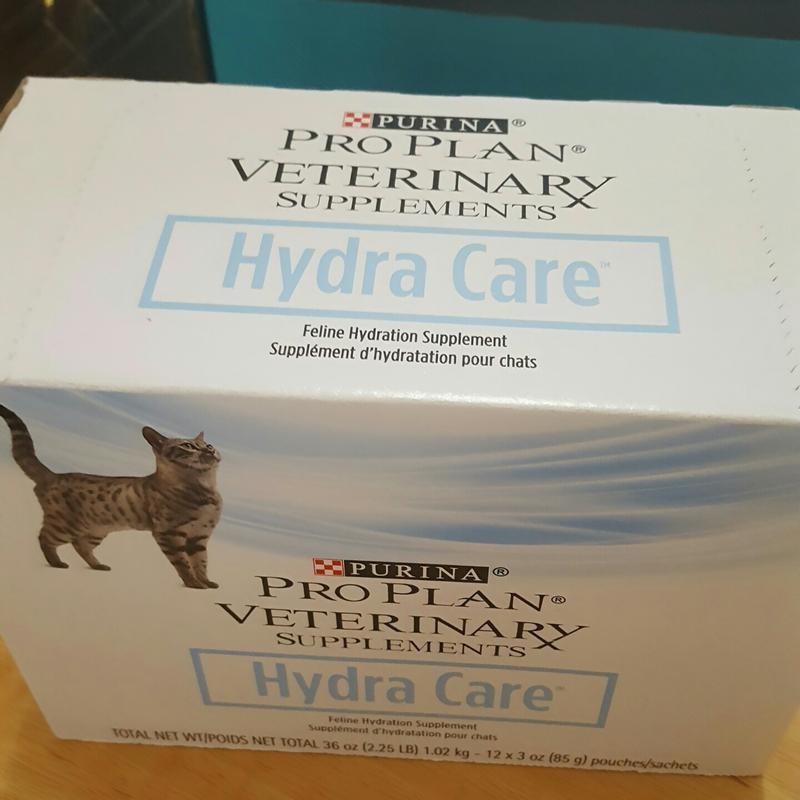 PURINA®
PRO PLAN®
VETERINARY
SUPPLEMENTS
Hydra Care™
Feline Hydration Supplement
Supplément d'hydratation pour chats
PURINA®
PRO PLAN®
VETERINARY
SUPPLEMENTS
Hydra Care™
Feline Hydration Supplement
Supplément d'hydratation pour chats
TOTAL NET WT/POIDS NET TOTAL 36 oz (2.25 LB) 1.02 kg - 12 x 3 oz (85 g) pouches/sachets